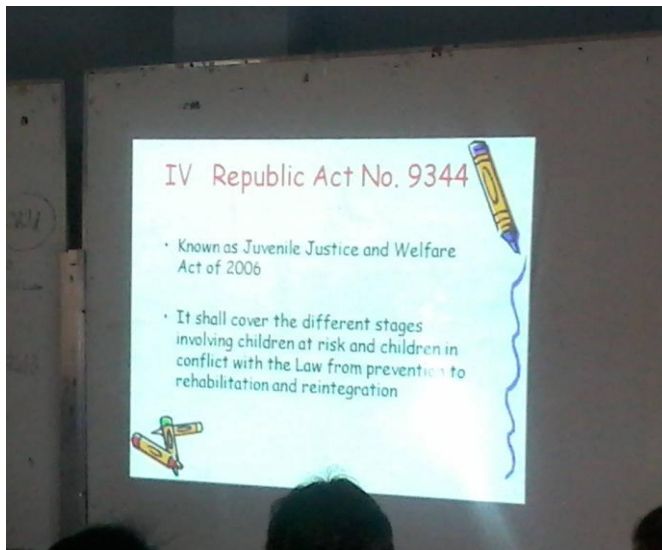 IV Republic Act No. 9344
• Known as Juvenile Justice and Welfare
Act of 2006
• It shall cover the different stages
involving children at risk and children in
conflict with the Law from prevention to
rehabilitation and reintegration